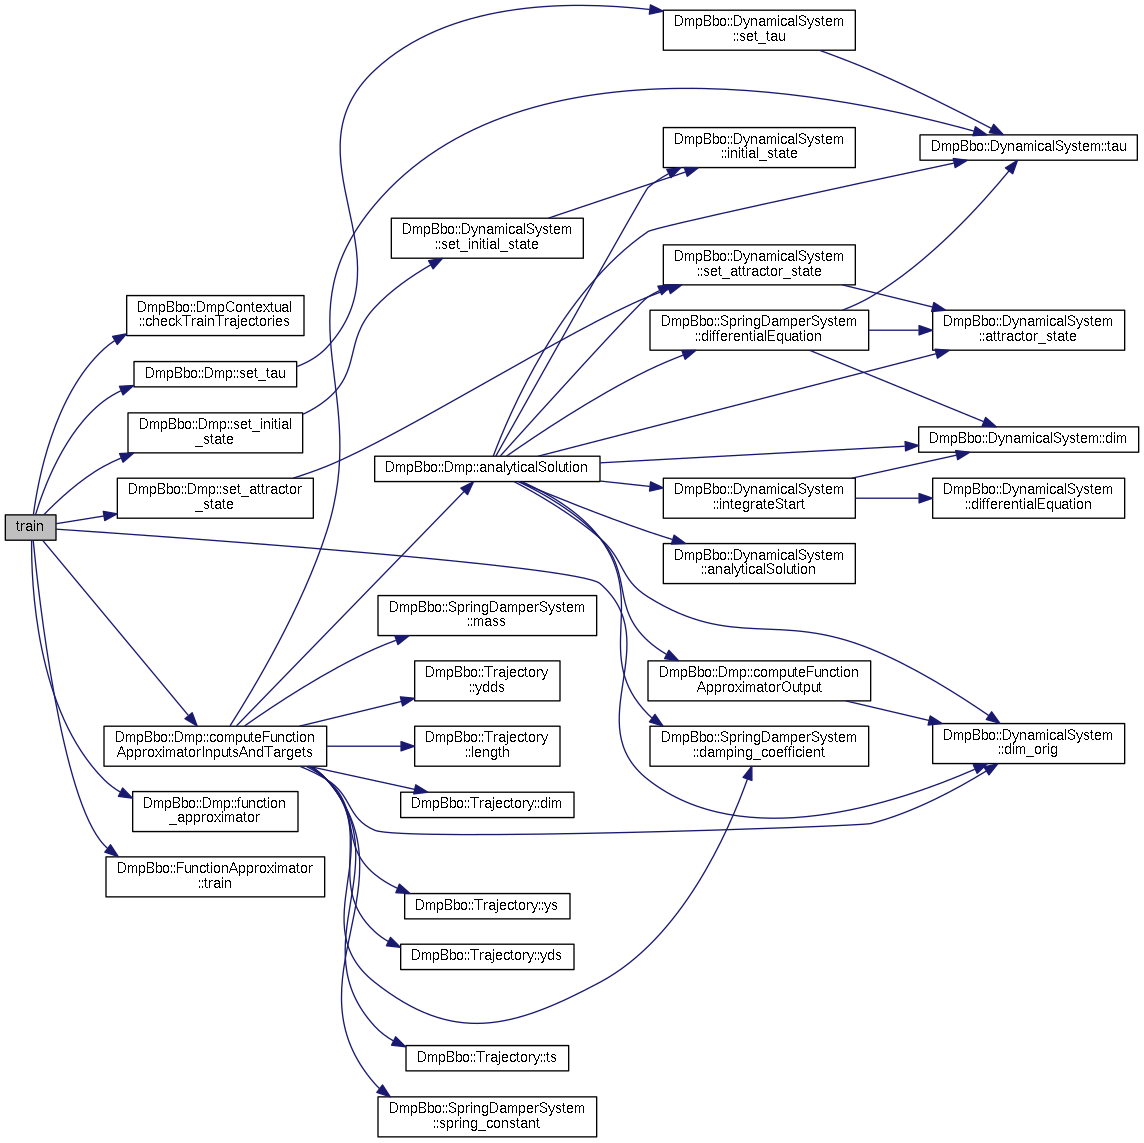 train
DmpBbo::DmpContextual
::checkTrainTrajectories
DmpBbo::Dmp::set_tau
DmpBbo::Dmp::set_initial
_state
DmpBbo::Dmp::set_attractor
_state
DmpBbo::Dmp::computeFunction
ApproximatorInputsAndTargets
DmpBbo::Dmp::function
_approximator
DmpBbo::FunctionApproximator
::train
DmpBbo::DynamicalSystem
::set_initial_state
DmpBbo::Dmp::analyticalSolution
DmpBbo::SpringDamperSystem
::mass
DmpBbo::Trajectory
::ydds
DmpBbo::Trajectory
::length
DmpBbo::Trajectory::dim
DmpBbo::Trajectory::ys
DmpBbo::Trajectory::yds
DmpBbo::Trajectory::ts
DmpBbo::SpringDamperSystem
::spring_constant
DmpBbo::DynamicalSystem
::set_tau
DmpBbo::DynamicalSystem
::initial_state
DmpBbo::DynamicalSystem
::set_attractor_state
DmpBbo::SpringDamperSystem
::differentialEquation
DmpBbo::DynamicalSystem
::integrateStart
DmpBbo::DynamicalSystem
::analyticalSolution
DmpBbo::Dmp::computeFunction
ApproximatorOutput
DmpBbo::SpringDamperSystem
::damping_coefficient
DmpBbo::DynamicalSystem::tau
DmpBbo::DynamicalSystem
::attractor_state
DmpBbo::DynamicalSystem::dim
DmpBbo::DynamicalSystem
::differentialEquation
DmpBbo::DynamicalSystem
::dim_orig